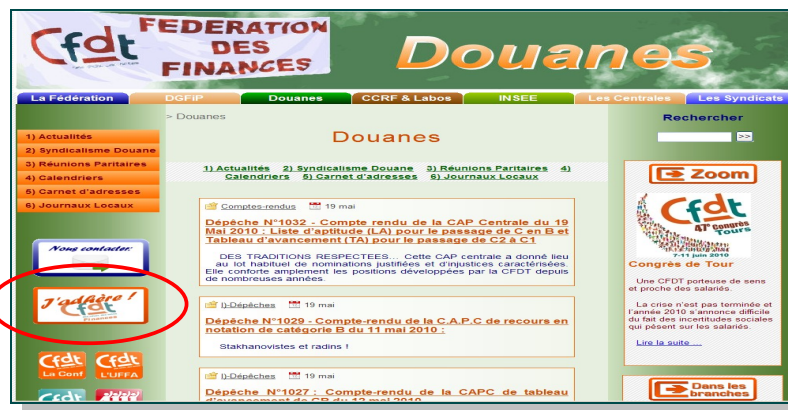 Cfdt
FEDERATION
DES
FINANCES
Douanes
La Fédération
DGFiP
Douanes
CCRF & Labos
INSEE
Les Centrales
Les Syndicats
> Douanes
1) Actualités
2) Syndicalisme Douane
3) Réunions Paritaires
4) Calendriers
5) Carnet d'adresses
6) Journaux Locaux
Nous contacter
J'adhère !
Cfdt
Finances
Cfdt
La Conf
Cfdt
L'UFFA
Cfdt
Douanes
1) Actualités 2) Syndicalisme Douane 3) Réunions Paritaires 4)
Calendriers 5) Carnet d'adresses 6) Journaux Locaux
Comptes-rendus 19 mai
Dépêche N°1032 - Compte rendu de la CAP Centrale du 19
Mai 2010 : Liste d'aptitude (LA) pour le passage de C en B et
Tableau d'avancement (TA) pour le passage de C2 à C1
DES TRADITIONS RESPECTEES... Cette CAP centrale a donné lieu
au lot habituel de nominations justifiées et d'injustices caractérisées.
Elle conforte amplement les positions développées par la CFDT depuis
de nombreuses années.
I)-Dépêches 19 mai
Dépêche N°1029 - Compte-rendu de la C.A.P.C de recours en
notation de catégorie B du 11 mai 2010 :
Stakhanovistes et radins !
I)-Dépêches 19 mai
Dépêche N°1027 : Compte-rendu de la CAPC de tableau
d'avancement de CP du 12 mai 2010
Rechercher
>>
Zoom
Cfdt
47e Congrès
Tours
7-11 juin 2010
Congrès de Tour
Une CFDT porteuse de sens
et proche des salariés.
La crise n'est pas terminée et
l'année 2010 s'annonce difficile
du fait des incertitudes sociales
qui pèsent sur les salariés.
Lire la suite ...
Dans les
branches